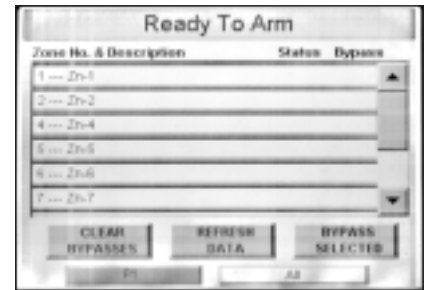 Ready To Arm
Zone No. & Description Status Bypass
1 --- Zn-1
2 --- Zn-2
4 --- Zn-4
5 --- Zn-5
6 --- Zn-6
7 --- Zn-7
CLEAR BYPASSES
REFRESH DATA
BYPASS SELECTED
P1 All